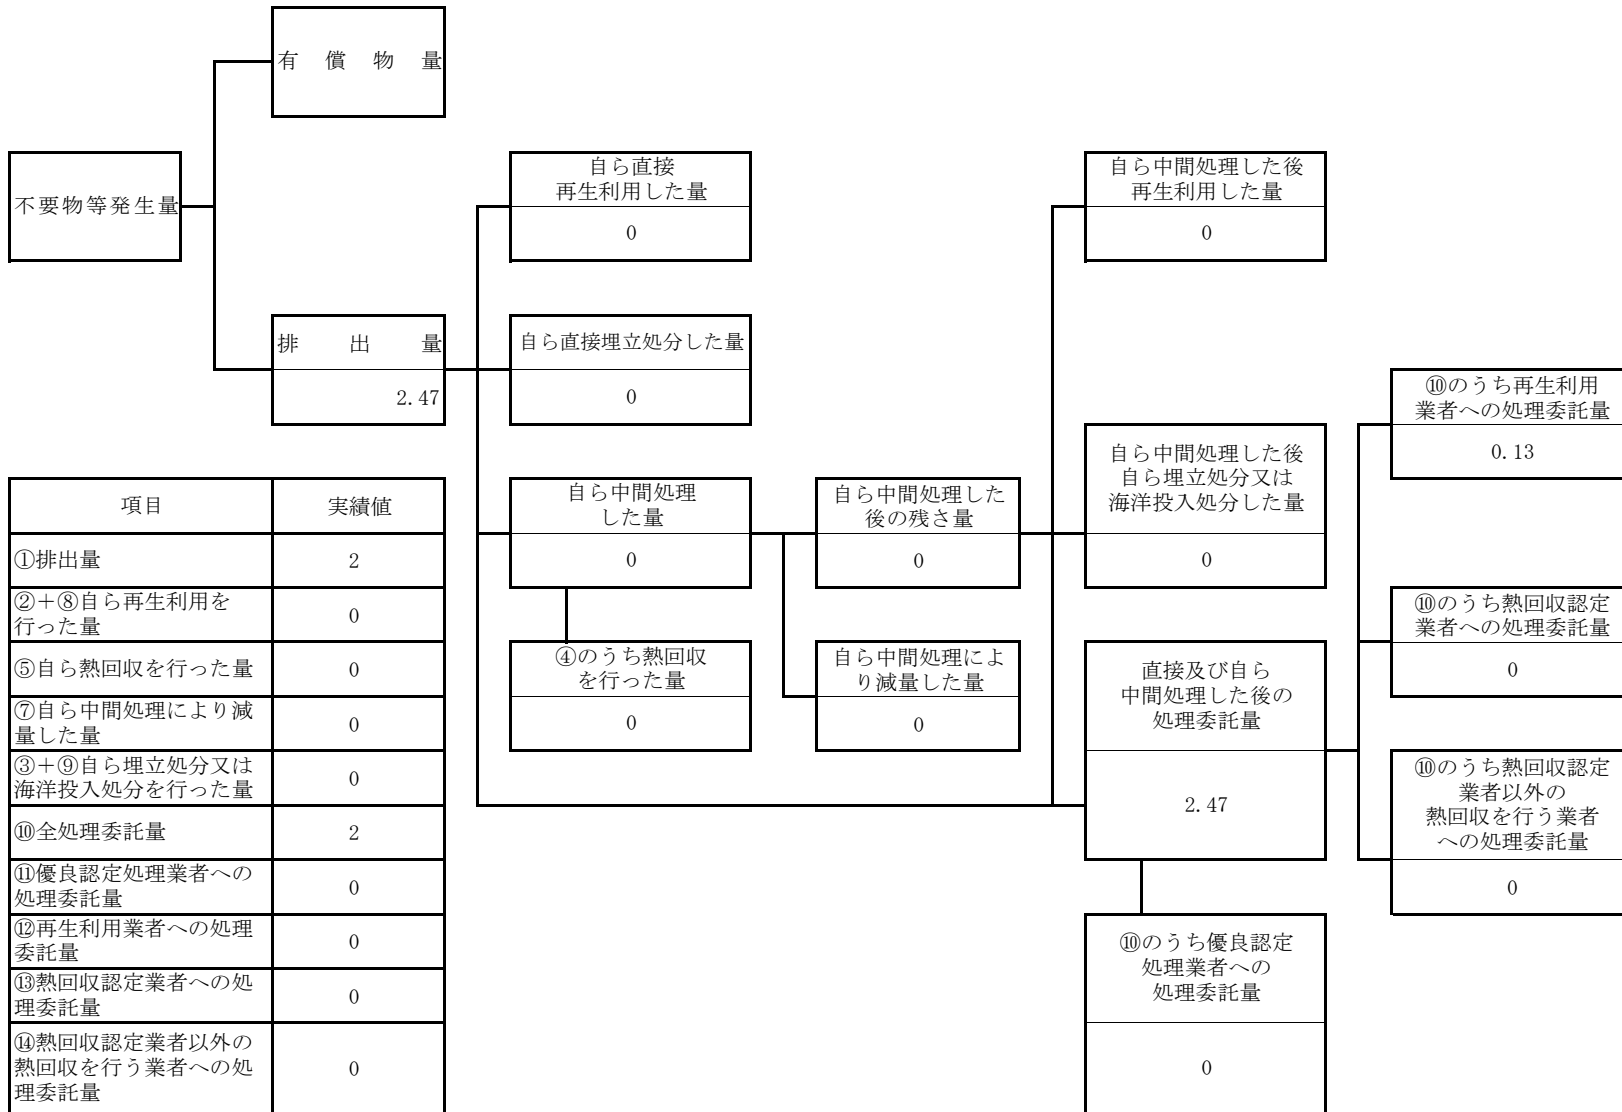 有償物量
不要物等発生量
自ら直接
再生利用した量
0
自ら中間処理した後
再生利用した量
0
排出量
2.47
自ら直接埋立処分した量
0
⑩のうち再生利用
業者への処理委託量
0.13
自ら中間処理
した量
0
自ら中間処理した
後の残さ量
0
自ら中間処理した後
自ら埋立処分又は
海洋投入処分した量
0
④のうち熱回収
を行った量
0
自ら中間処理によ
り減量した量
0
直接及び自ら
中間処理した後の
処理委託量
2.47
⑩のうち熱回収認定
業者への処理委託量
0
⑩のうち熱回収認定
業者以外の
熱回収を行う業者
への処理委託量
0
⑩のうち優良認定
処理業者への
処理委託量
0
項目 実績値
①排出量 2
②+⑧自ら再生利用を
行った量 0
⑤自ら熱回収を行った量 0
⑦自ら中間処理により減
量した量 0
③+⑨自ら埋立処分又は
海洋投入処分を行った量 0
⑩全処理委託量 2
⑪優良認定処理業者への
処理委託量 0
⑫再生利用業者への処理
委託量 0
⑬熱回収認定業者への処
理委託量 0
⑭熱回収認定業者以外の
熱回収を行う業者への処
理委託量 0